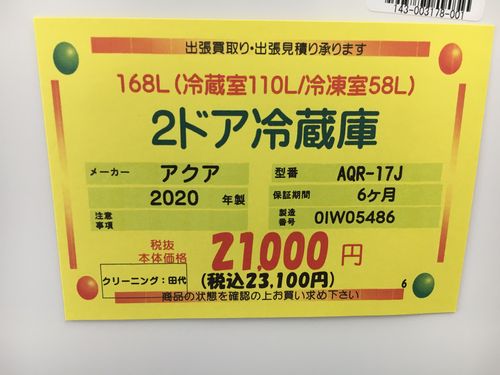 143-003178-001
出張買取り・出張見積り承ります
168L(冷蔵室110L/冷凍室58L)
2ドア冷蔵庫
メーカー アクア 型番 AQR-17J
2020 年製 保証期間 6ケ月
注意事項 製造番号 0IW05486
税抜
本体価格 21,000 円
クリーニング：田代 (税込23,100円) 6
商品の状態を確認の上お買い求め下さい